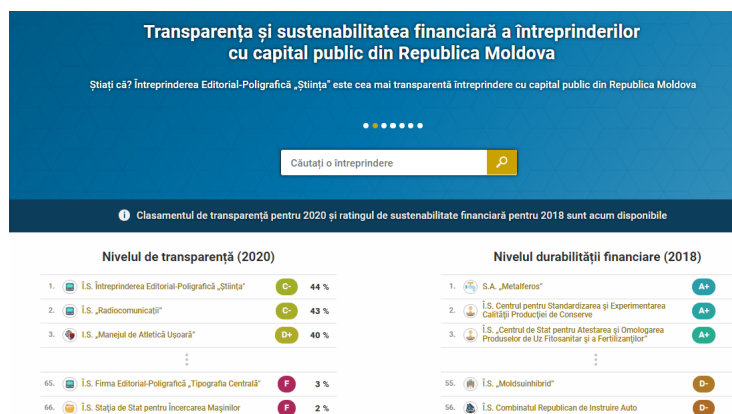 Transparența și sustenabilitatea financiară a întreprinderilor
cu capital public din Republica Moldova
Știați că? Întreprinderea Editorial-Poligrafică „Știința” este cea mai transparentă întreprindere cu capital public din Republica Moldova
Căutați o întreprindere
Clasamentul de transparență pentru 2020 și ratingul de sustenabilitate financiară pentru 2018 sunt acum disponibile
Nivelul de transparență (2020)
1. Î.S. Întreprinderea Editorial-Poligrafică „Știința” C- 44 %
2. Î.S. „Radiocomunicații” C- 43 %
3. Î.S. „Manejul de Atletică Ușoară” D+ 40 %
65. Î.S. Firma Editorial-Poligrafică „Tipografia Centrală” F 3 %
66. Î.S. Stația de Stat pentru Încercarea Mașinilor F 2 %
Nivelul durabilității financiare (2018)
1. S.A. „Metalferos” A+
2. Î.S. Centrul pentru Standardizarea și Experimentarea
Calității Producției de Conserve A+
3. Î.S. „Centrul de Stat pentru Atestarea și Omologarea
Produselor de Uz Fitosanitar și a Fertilizanților” A+
55. Î.S. „Moldsuinhibrid” D-
56. Î.S. Combinatul Republican de Instruire Auto D-